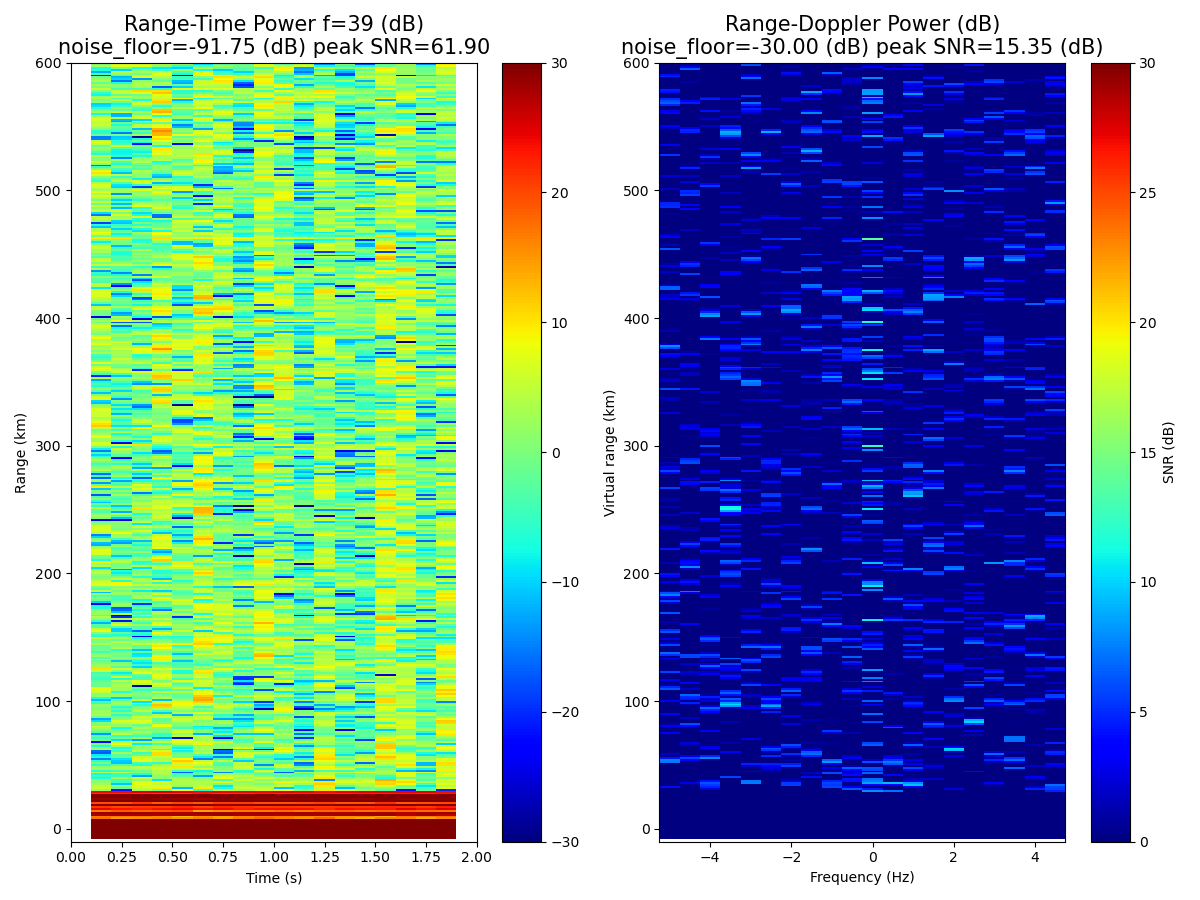 Range-Time Power f=39 (dB)
noise_floor=-91.75 (dB) peak SNR=61.90
Range (km)
600
500
400
300
200
100
0
0.00 0.25 0.50 0.75 1.00 1.25 1.50 1.75 2.00
Time (s)
30
20
10
0
−10
−20
−30
Range-Doppler Power (dB)
noise_floor=-30.00 (dB) peak SNR=15.35 (dB)
Virtual range (km)
600
500
400
300
200
100
0
−4 −2 0 2 4
Frequency (Hz)
30
25
20
15
10
5
0
SNR (dB)